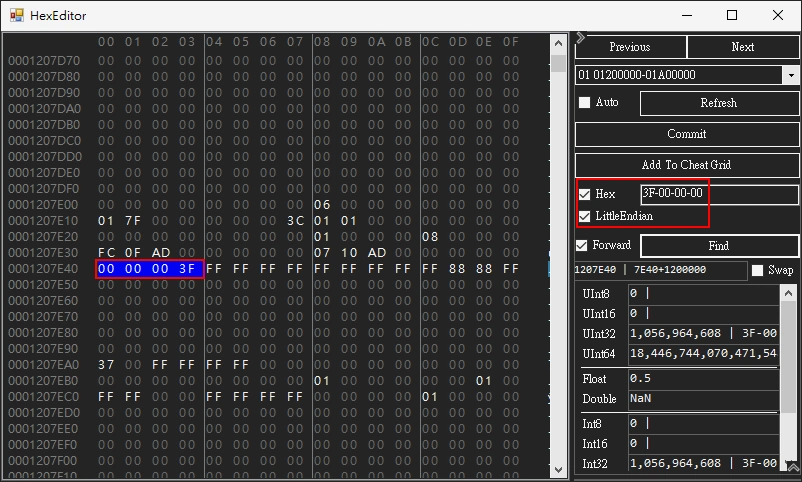 HexEditor
00 01 02 03 04 05 06 07 08 09 0A 0B 0C 0D 0E 0F
0001207D70 00 00 00 00 00 00 00 00 00 00 00 00 00 00 00 00
0001207D80 00 00 00 00 00 00 00 00 00 00 00 00 00 00 00 00
0001207D90 00 00 00 00 00 00 00 00 00 00 00 00 00 00 00 00
0001207DA0 00 00 00 00 00 00 00 00 00 00 00 00 00 00 00 00
0001207DB0 00 00 00 00 00 00 00 00 00 00 00 00 00 00 00 00
0001207DC0 00 00 00 00 00 00 00 00 00 00 00 00 00 00 00 00
0001207DD0 00 00 00 00 00 00 00 00 00 00 00 00 00 00 00 00
0001207DE0 00 00 00 00 00 00 00 00 00 00 00 00 00 00 00 00
0001207DF0 00 00 00 00 00 00 00 00 00 00 00 00 00 00 00 00
0001207E00 00 00 00 00 00 00 00 00 06 00 00 00 00 00 00 00
0001207E10 01 7F 00 00 00 00 00 3C 01 01 00 00 00 00 00 00
0001207E20 00 00 00 00 00 00 00 00 01 00 00 00 08 00 00 00
0001207E30 FC 0F AD 00 00 00 00 00 07 10 AD 00 00 00 00 00
0001207E40 00 00 00 3F FF FF FF FF FF FF FF FF FF 88 88 FF
0001207E50 00 00 00 00 00 00 00 00 00 00 00 00 00 00 00 00
0001207E60 00 00 00 00 00 00 00 00 00 00 00 00 00 00 00 00
0001207E70 00 00 00 00 00 00 00 00 00 00 00 00 00 00 00 00
0001207E80 00 00 00 00 00 00 00 00 00 00 00 00 00 00 00 00
0001207E90 00 00 00 00 00 00 00 00 00 00 00 00 00 00 00 00
0001207EA0 37 00 FF FF FF FF 00 00 00 00 00 00 00 00 00 00
0001207EB0 00 00 00 00 00 00 00 00 01 00 00 00 00 00 01 00
0001207EC0 FF FF 00 00 FF FF FF FF 00 00 00 00 01 00 00 00
0001207ED0 00 00 00 00 00 00 00 00 00 00 00 00 00 00 00 00
0001207EE0 00 00 00 00 00 00 00 00 00 00 00 00 00 00 00 00
0001207EF0 00 00 00 00 00 00 00 00 00 00 00 00 00 00 00 00
0001207F00 00 00 00 00 00 00 00 00 00 00 00 00 00 00 00 00
0001207F10 00 00 00 00 00 00 00 00 00 00 00 00 00 00 00 00
Previous Next
01 01200000-01A00000
Auto Refresh
Commit
Add To Cheat Grid
Hex 3F-00-00-00
LittleEndian
Forward Find
1207E40 | 7E40+1200000 Swap
UInt8 0 |
UInt16 0 |
UInt32 1,056,964,608 | 3F-00
UInt64 18,446,744,070,471,54
Float 0.5
Double NaN
Int8 0 |
Int16 0 |
Int32 1,056,964,608 | 3F-00